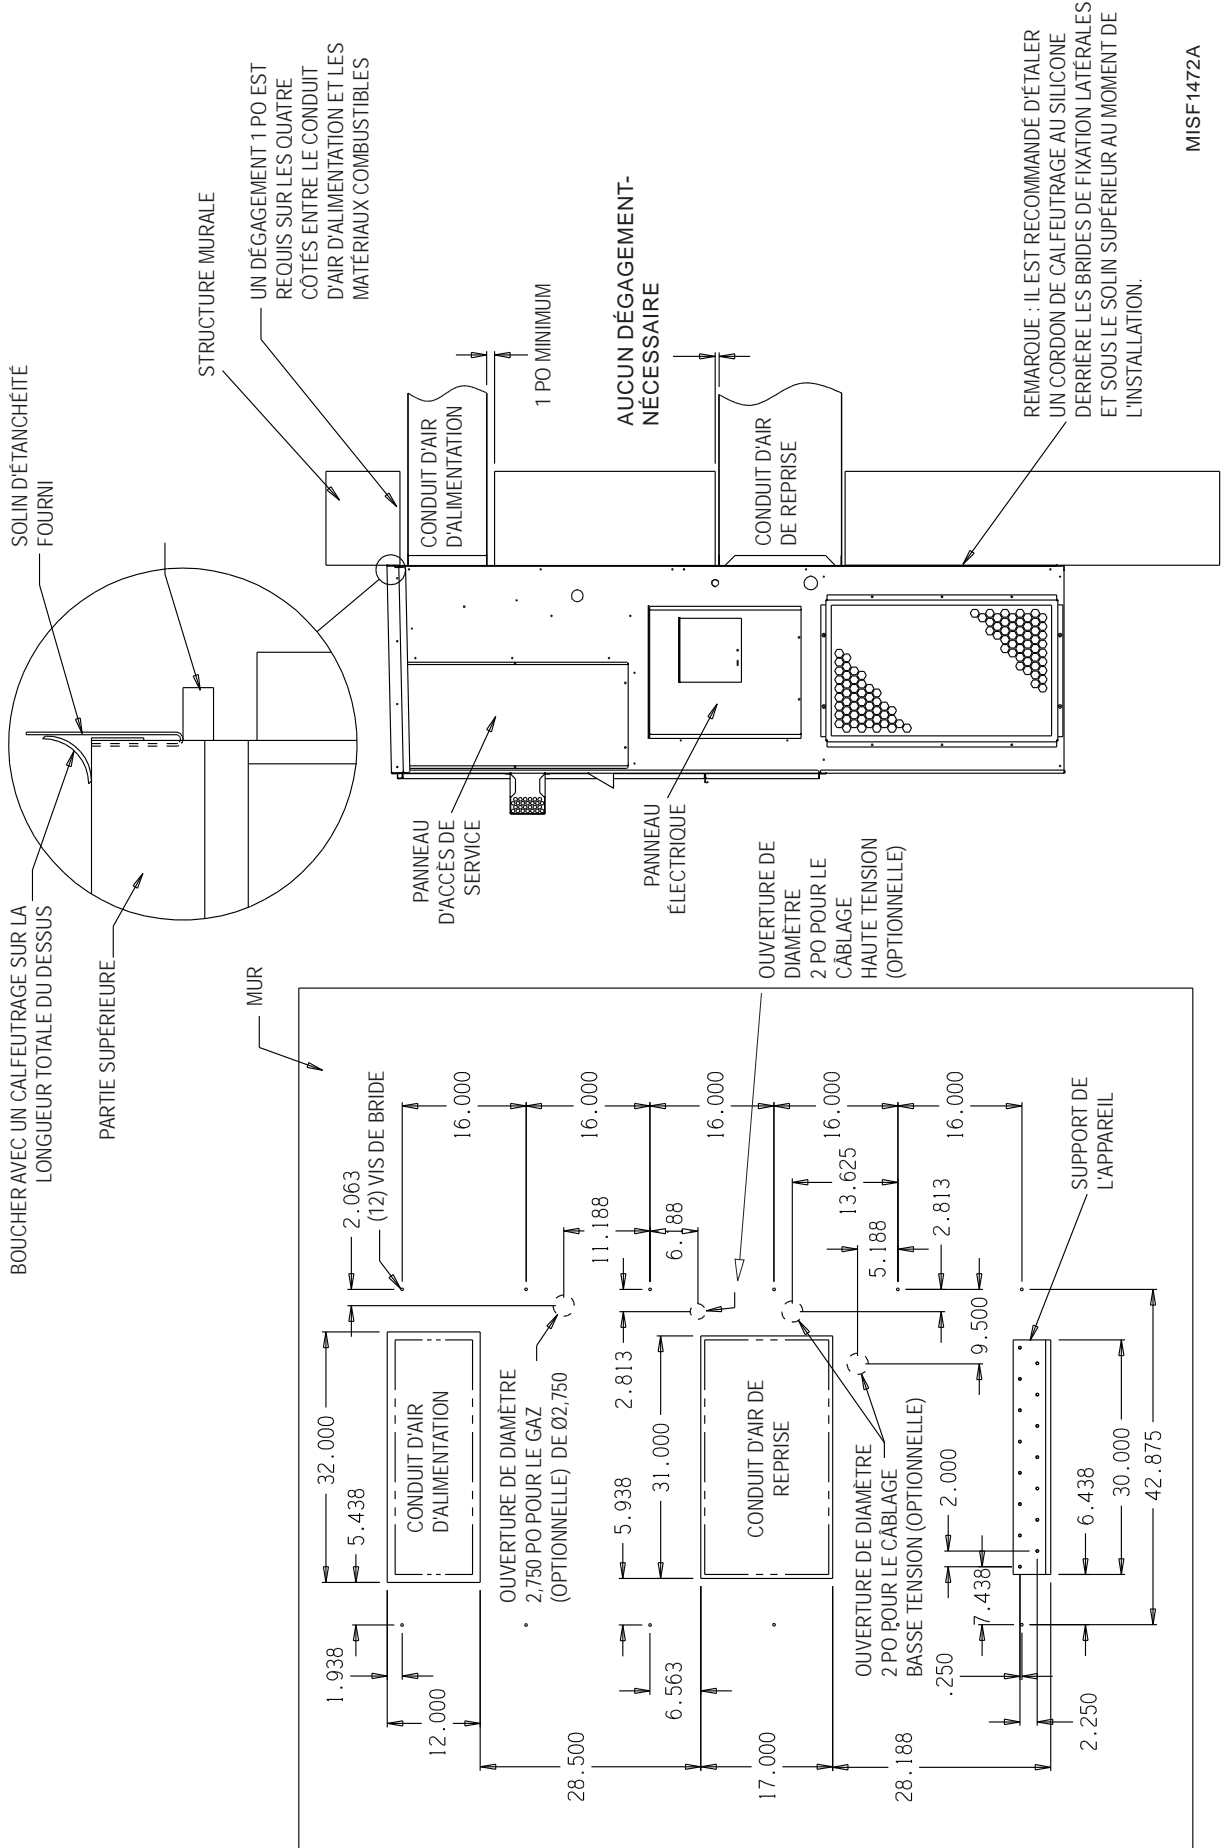 BOUCHER AVEC UN CALFEUTRAGE SUR LA
LONGUEUR TOTALE DU DESSUS
PARTIE SUPÉRIEURE
SOLIN D'ÉTANCHÉITÉ
FOURNI
STRUCTURE MURALE
UN DÉGAGEMENT 1 PO EST
REQUIS SUR LES QUATRE
CÔTÉS ENTRE LE CONDUIT
D'AIR D'ALIMENTATION ET LES
MATÉRIAUX COMBUSTIBLES
CONDUIT D'AIR
D'ALIMENTATION
1 PO MINIMUM
AUCUN DÉGAGEMENT-
NÉCESSAIRE
CONDUIT D'AIR
DE REPRISE
PANNEAU
D'ACCÈS DE
SERVICE
PANNEAU
ÉLECTRIQUE
REMARQUE : IL EST RECOMMANDÉ D'ÉTALER
UN CORDON DE CALFEUTRAGE AU SILICONE
DERRIÈRE LES BRIDES DE FIXATION LATÉRALES
ET SOUS LE SOLIN SUPÉRIEUR AU MOMENT DE
L'INSTALLATION.
MISF1472A
MUR
OUVERTURE DE
DIAMÈTRE
2 PO POUR LE
CÂBLAGE
HAUTE TENSION
(OPTIONNELLE)
1.938
5.438
32.000
2.063
(12) VIS DE BRIDE
16.000
12.000
CONDUIT D'AIR
D'ALIMENTATION
16.000
OUVERTURE DE DIAMÈTRE
2,750 PO POUR LE GAZ
(OPTIONNELLE) DE Ø2,750
11.188
28.500
6.563
5.938
2.813
31.000
6.188
16.000
CONDUIT D'AIR DE
REPRISE
17.000
16.000
13.625
OUVERTURE DE DIAMÈTRE
2 PO POUR LE CÂBLAGE
BASSE TENSION (OPTIONNELLE)
5.188
2.813
16.000
28.188
.250
2.000
7.438
9.500
SUPPORT DE
L'APPAREIL
2.250
6.438
30.000
42.875